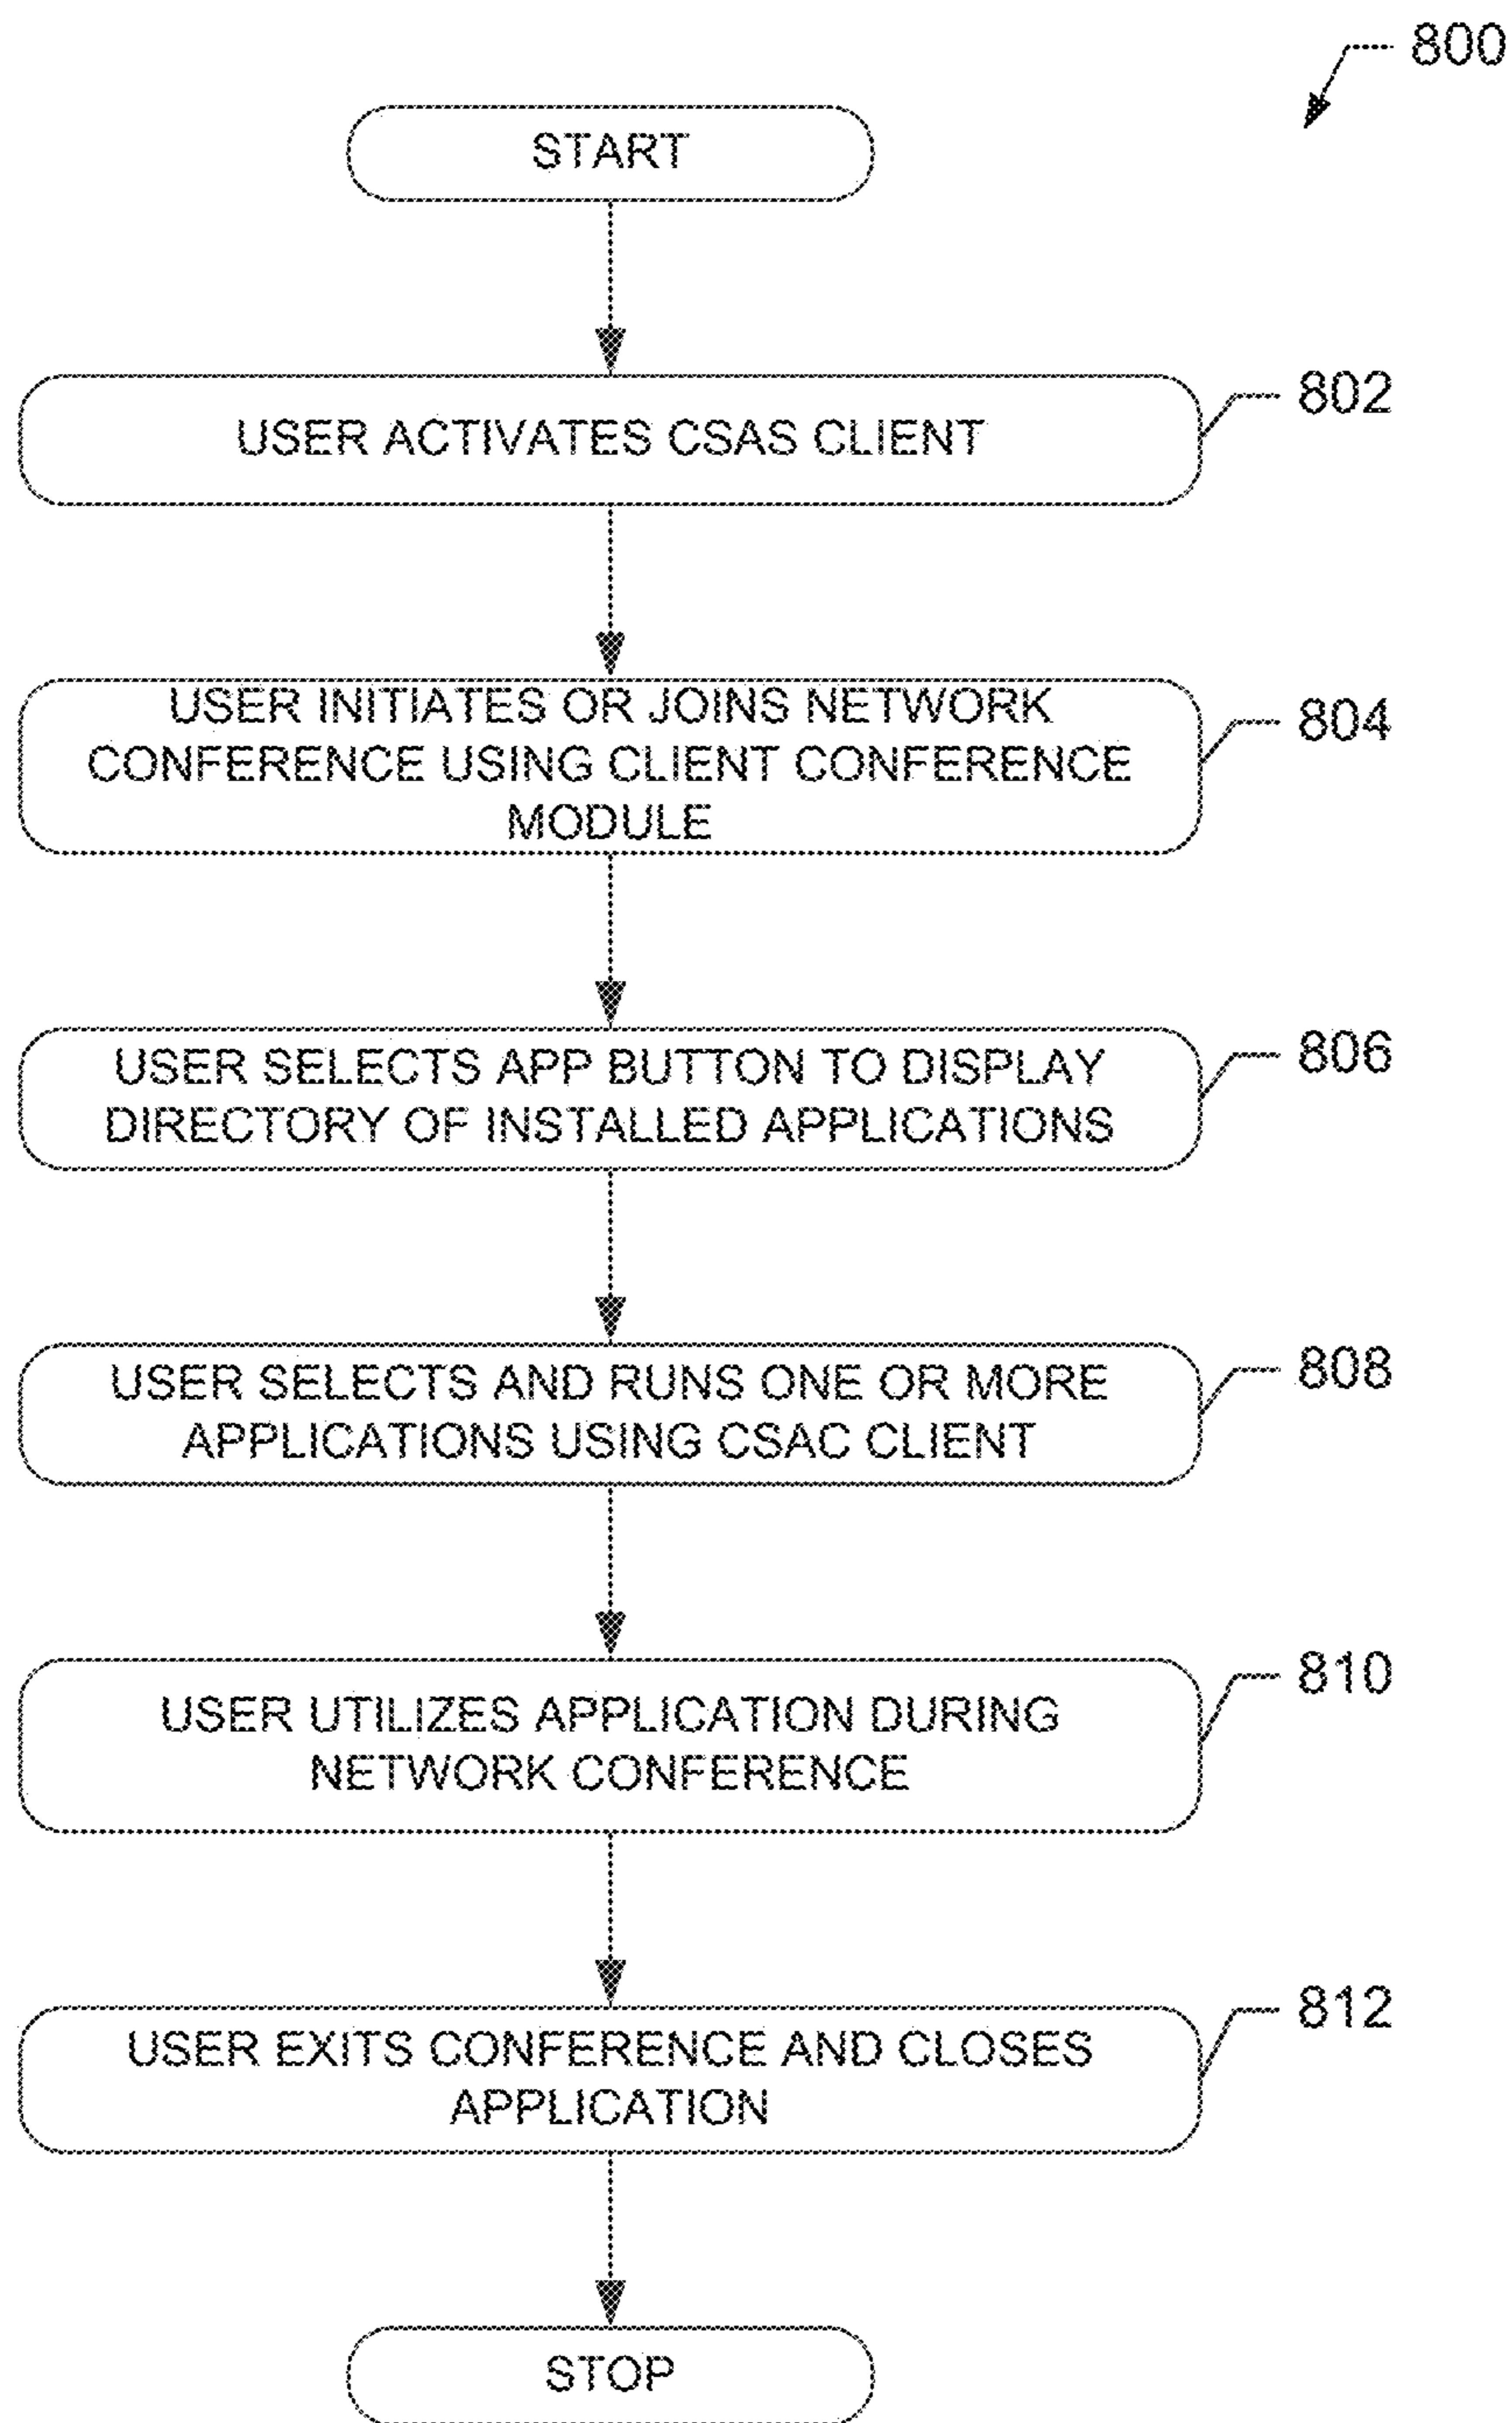 800
START
802
USER ACTIVATES CSAS CLIENT
804
USER INITIATES OR JOINS NETWORK
CONFERENCE USING CLIENT CONFERENCE
MODULE
806
USER SELECTS APP BUTTON TO DISPLAY
DIRECTORY OF INSTALLED APPLICATIONS
808
USER SELECTS AND RUNS ONE OR MORE
APPLICATIONS USING CSAC CLIENT
810
USER UTILIZES APPLICATION DURING
NETWORK CONFERENCE
812
USER EXITS CONFERENCE AND CLOSES
APPLICATION
STOP